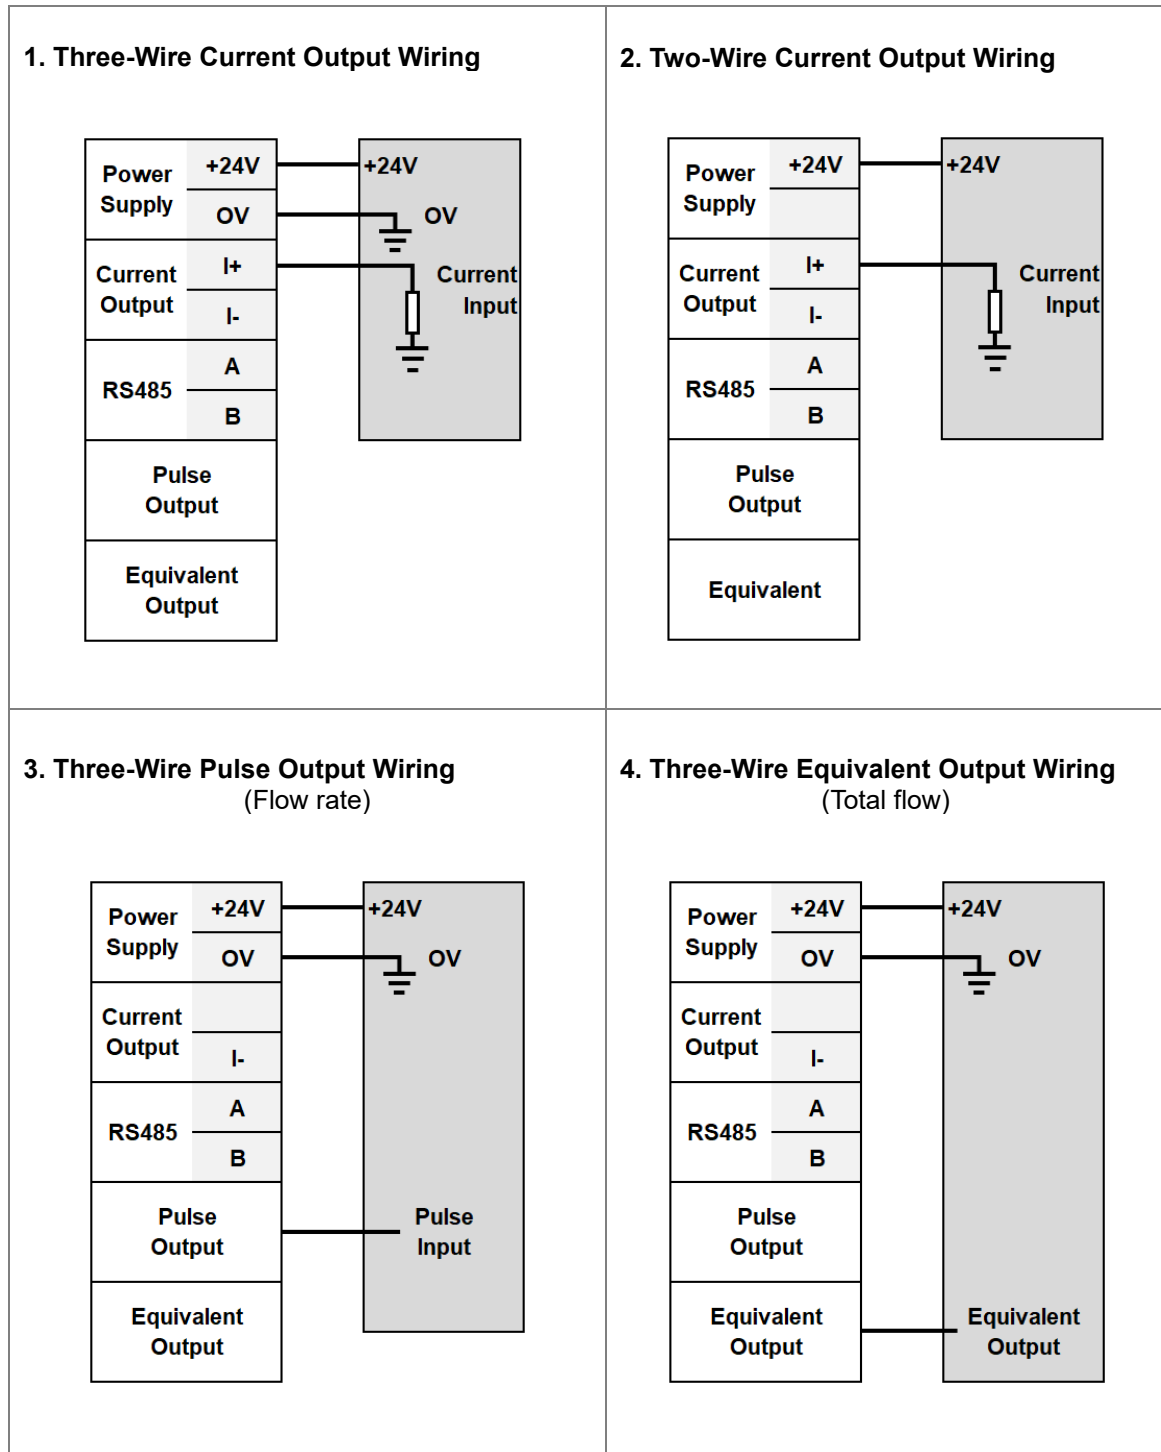 1. Three-Wire Current Output Wiring
Power
Supply
+24V
OV
Current
Output
I+
I-
RS485
A
B
Pulse
Output
Equivalent
Output
+24V
OV
Current
Input
2. Two-Wire Current Output Wiring
Power
Supply
+24V
Current
Output
I+
I-
RS485
A
B
Pulse
Output
Equivalent
+24V
Current
Input
3. Three-Wire Pulse Output Wiring
(Flow rate)
Power
Supply
+24V
OV
Current
Output
I-
RS485
A
B
Pulse
Output
Equivalent
Output
+24V
OV
Pulse
Input
4. Three-Wire Equivalent Output Wiring
(Total flow)
Power
Supply
+24V
OV
Current
Output
I-
RS485
A
B
Pulse
Output
Equivalent
Output
+24V
OV
Equivalent
Output